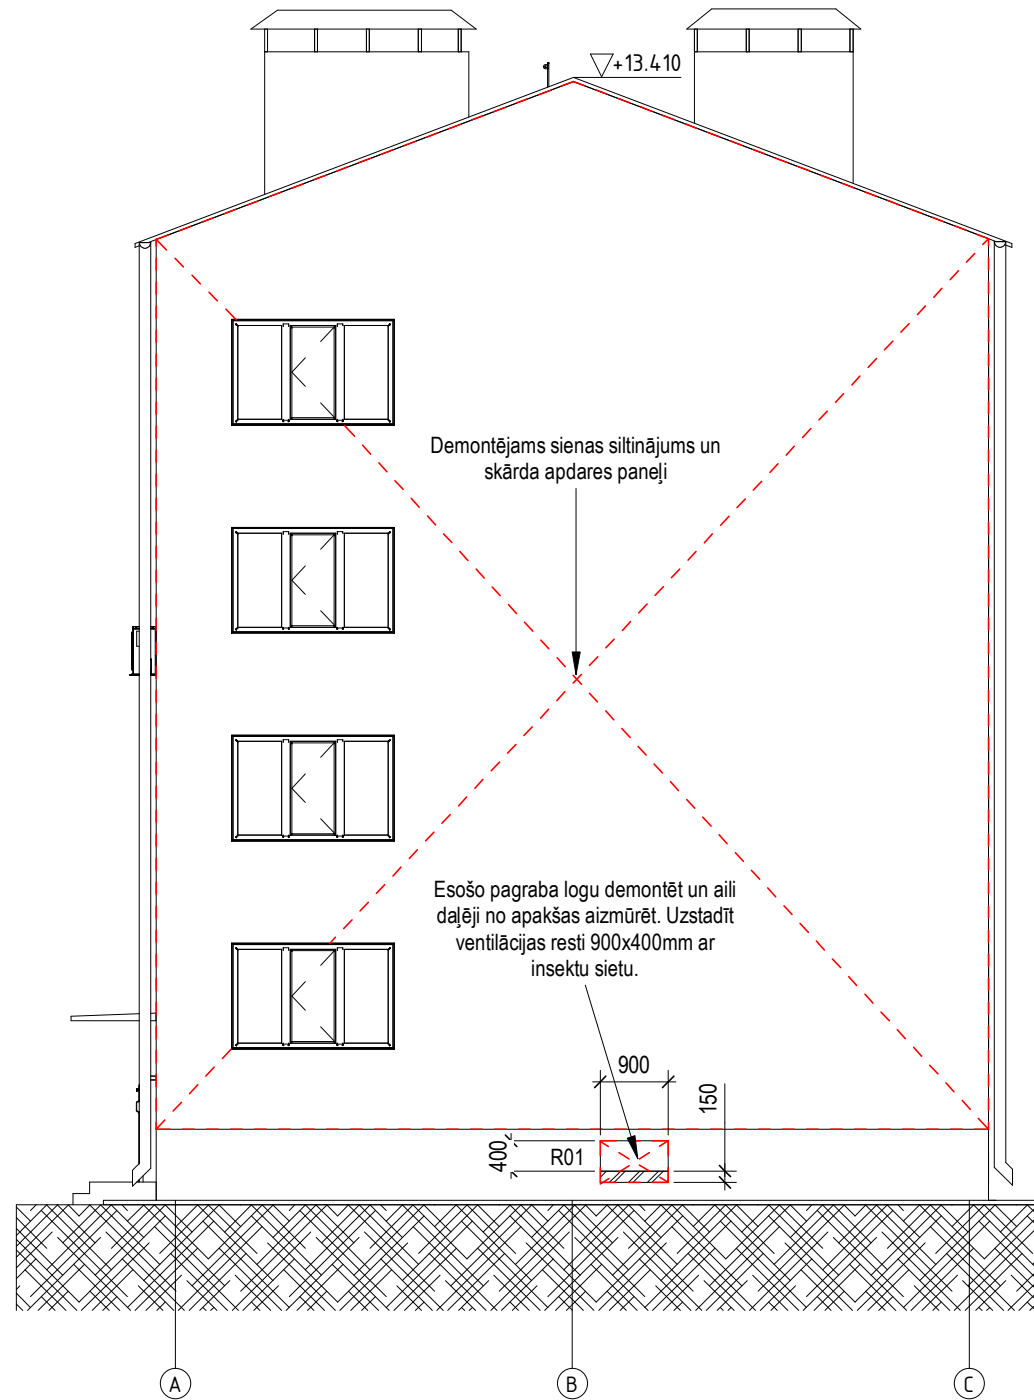 +13.410
Demontējams sienas siltinājums un
skārda apdares paneļi
Esošo pagraba logu demontēt un aili
daļēji no apakšas aizmūrēt. Uzstadīt
ventilācijas resti 900x400mm ar
insektu sietu.
900
150
400
R01
A
B
C